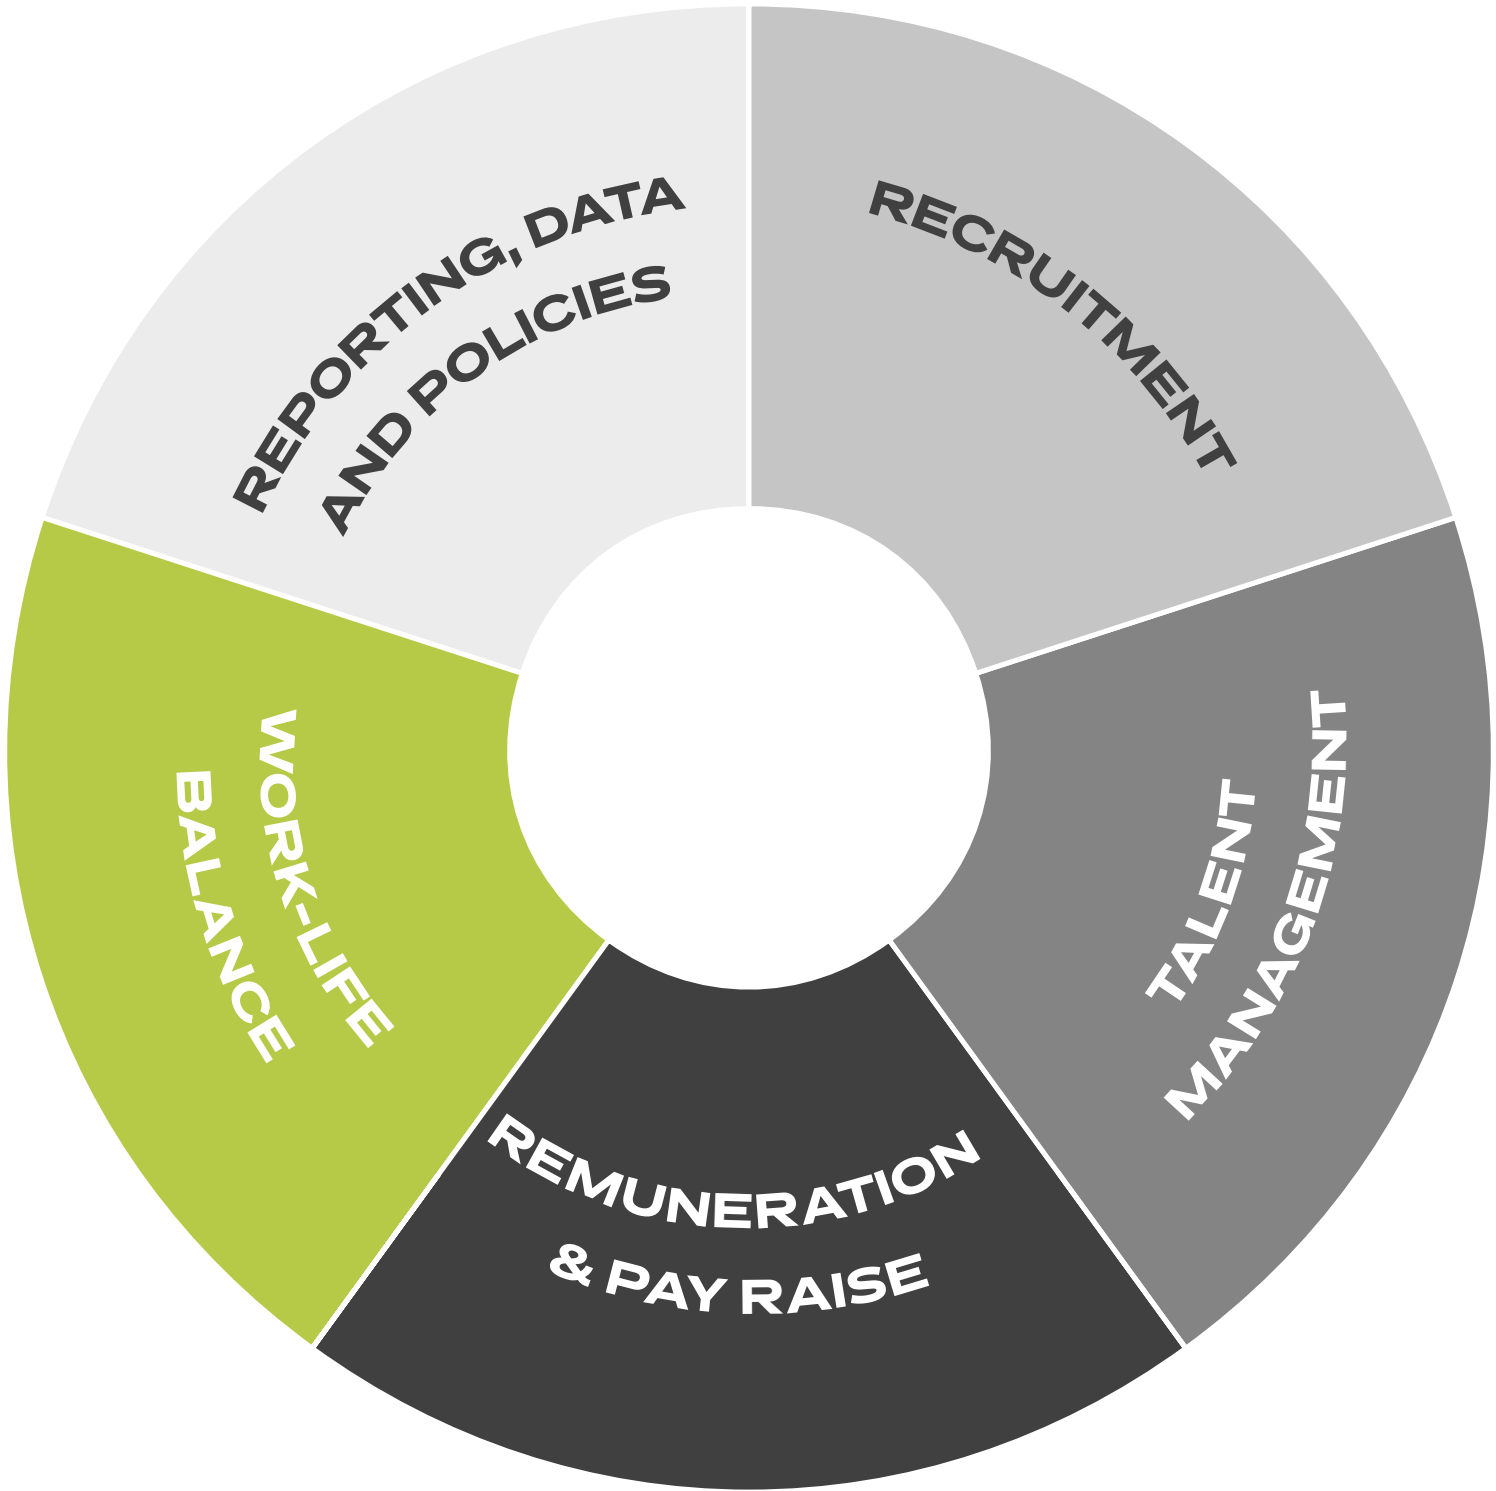 REPORTING, DATA
AND POLICIES
RECRUITMENT
TALENT
MANAGEMENT
REMUNERATION
& PAY RAISE
WORK-LIFE
BALANCE